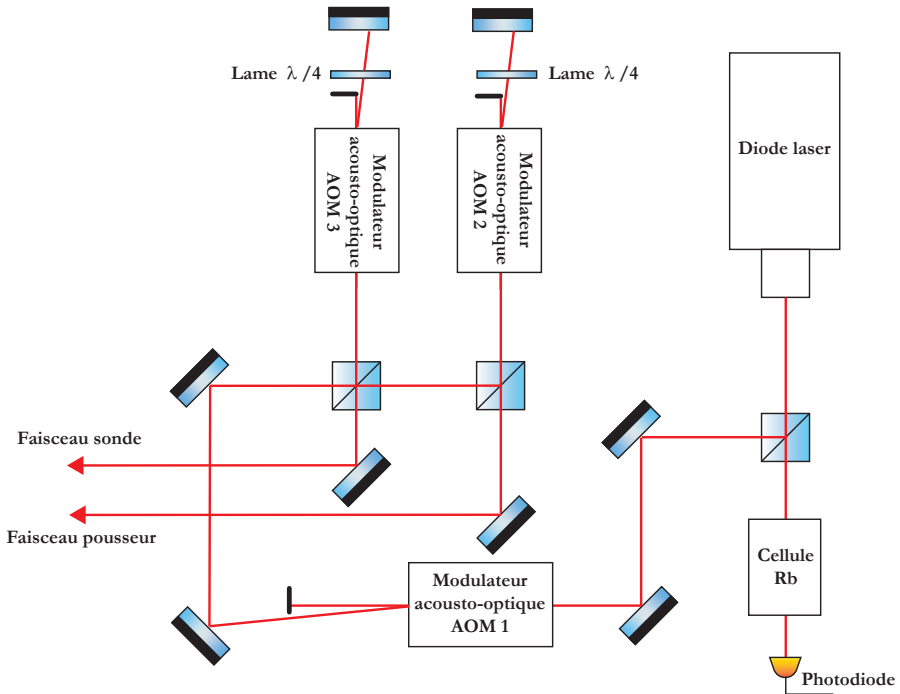 Lame λ /4
Lame λ /4
Modulateur
acousto-optique
AOM 3
Modulateur
acousto-optique
AOM 2
Diode laser
Faisceau sonde
Faisceau pousseur
Modulateur
acousto-optique
AOM 1
Cellule
Rb
Photodiode